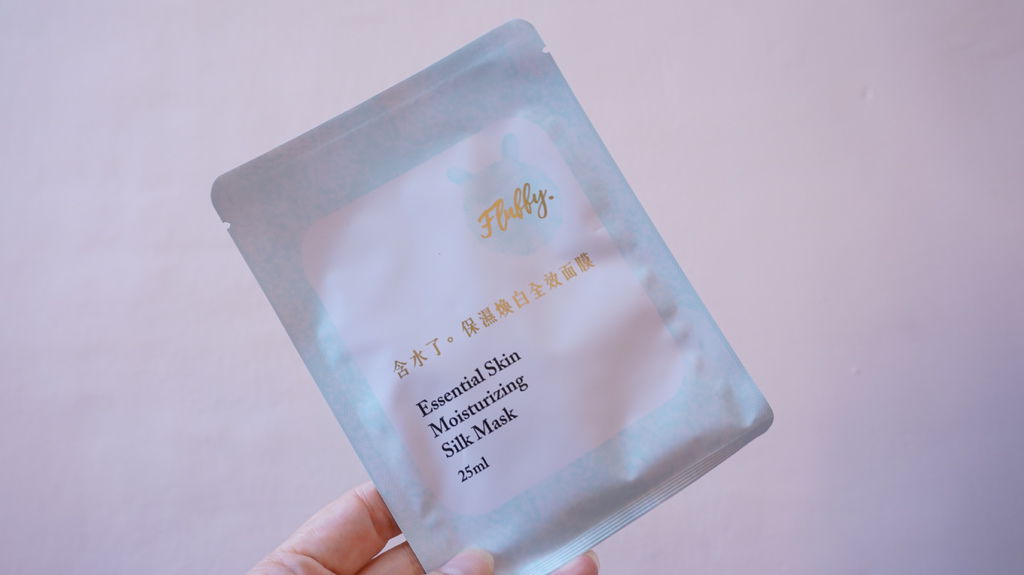 Fluffy.
含水了。保濕煥白全效面膜
Essential Skin
Moisturizing
Silk Mask
25ml